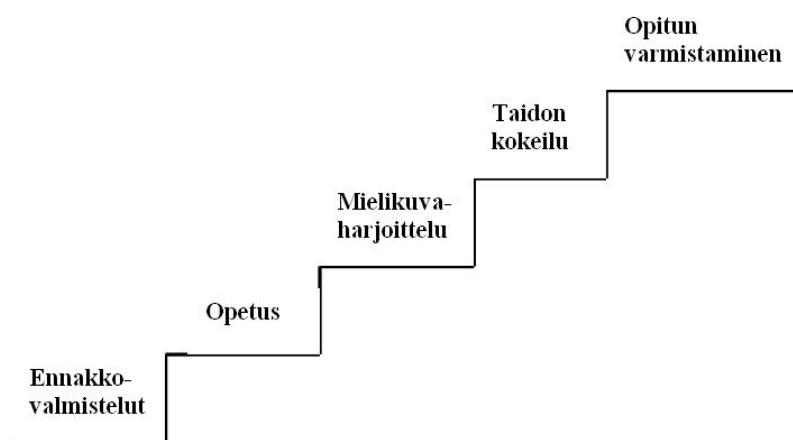 Opitun
varmistaminen
Taidon
kokeilu
Mielikuva-
harjoittelu
Opetus
Ennakko-
valmistelut